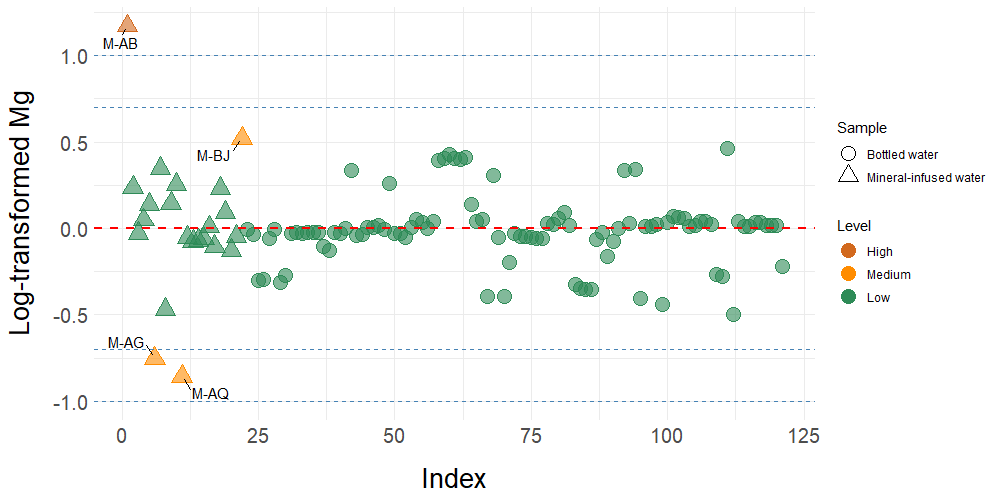 Log-transformed Mg
1.0
0.5
0.0
-0.5
-1.0
M-AB
M-BJ
M-AG
M-AQ
0 25 50 75 100 125
Index
Sample
Bottled water
Mineral-infused water
Level
High
Medium
Low